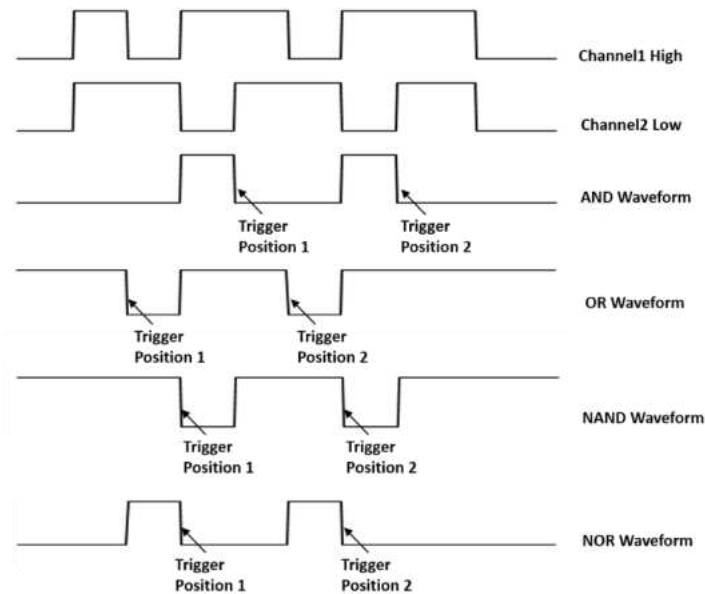 Channel1 High
Channel2 Low
AND Waveform
Trigger
Position 1
Trigger
Position 2
OR Waveform
Trigger
Position 1
Trigger
Position 2
NAND Waveform
Trigger
Position 1
Trigger
Position 2
NOR Waveform
Trigger
Position 1
Trigger
Position 2